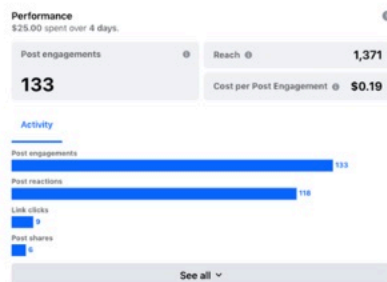 Performance
$25.00 spent over 4 days.
Post engagements
133
Reach 1,371
Cost per Post Engagement $0.19
Activity
Post engagements
133
Post reactions
118
Link clicks
9
Post shares
6
See all